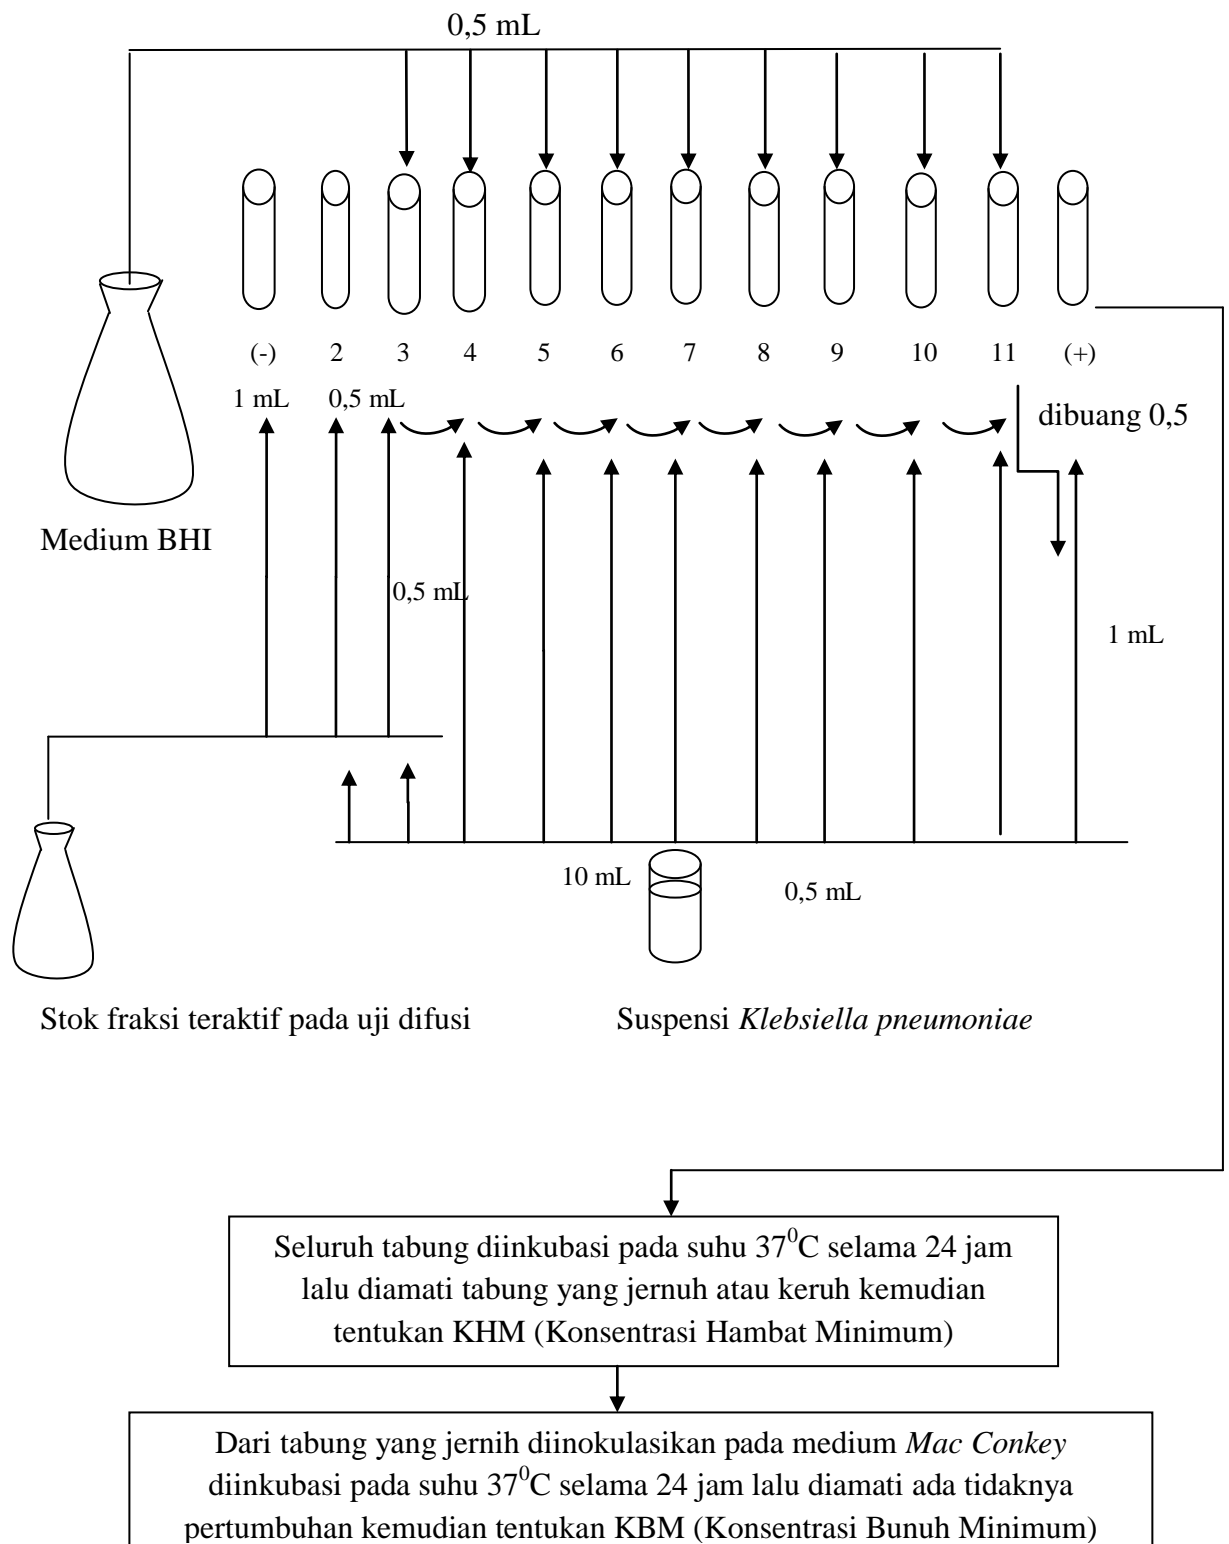 0,5 mL
(-) 2 3 4 5 6 7 8 9 10 11 (+)
1 mL 0,5 mL
dibuang 0,5
Medium BHI
0,5 mL
1 mL
10 mL
0,5 mL
Stok fraksi teraktif pada uji difusi
Suspensi Klebsiella pneumoniae
Seluruh tabung diinkubasi pada suhu 37⁰C selama 24 jam
lalu diamati tabung yang jernuh atau keruh kemudian
tentukan KHM (Konsentrasi Hambat Minimum)
Dari tabung yang jernih diinokulasikan pada medium Mac Conkey
diinkubasi pada suhu 37⁰C selama 24 jam lalu diamati ada tidaknya
pertumbuhan kemudian tentukan KBM (Konsentrasi Bunuh Minimum)